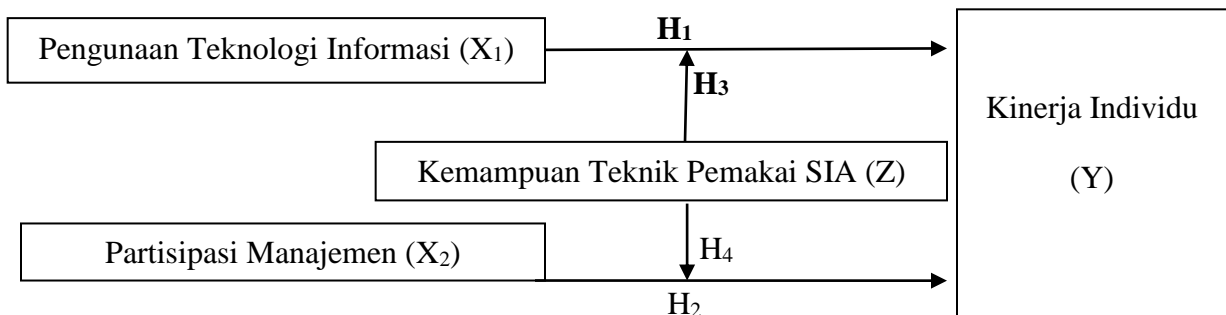 H₁
Pengunaan Teknologi Informasi (X₁)
H₃
Kinerja Individu
(Y)
Kemampuan Teknik Pemakai SIA (Z)
Partisipasi Manajemen (X₂)
H₄
H₂